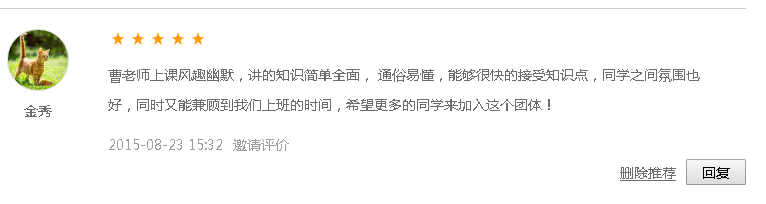 曹老师上课风趣幽默，讲的知识简单全面， 通俗易懂，能够很快的接受知识点，同学之间氛围也
好，同时又能兼顾到我们上班的时间，希望更多的同学来加入这个团体！
金秀
2015-08-23 15:32 邀请评价
删除推荐 回复